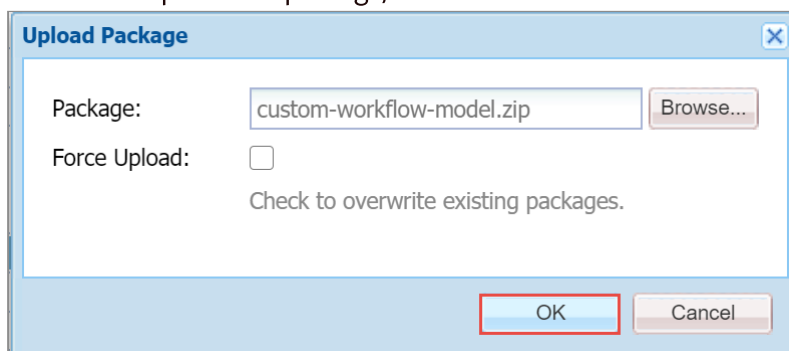 Upload Package
Package: custom-workflow-model.zip Browse...
Force Upload:
Check to overwrite existing packages.
OK Cancel